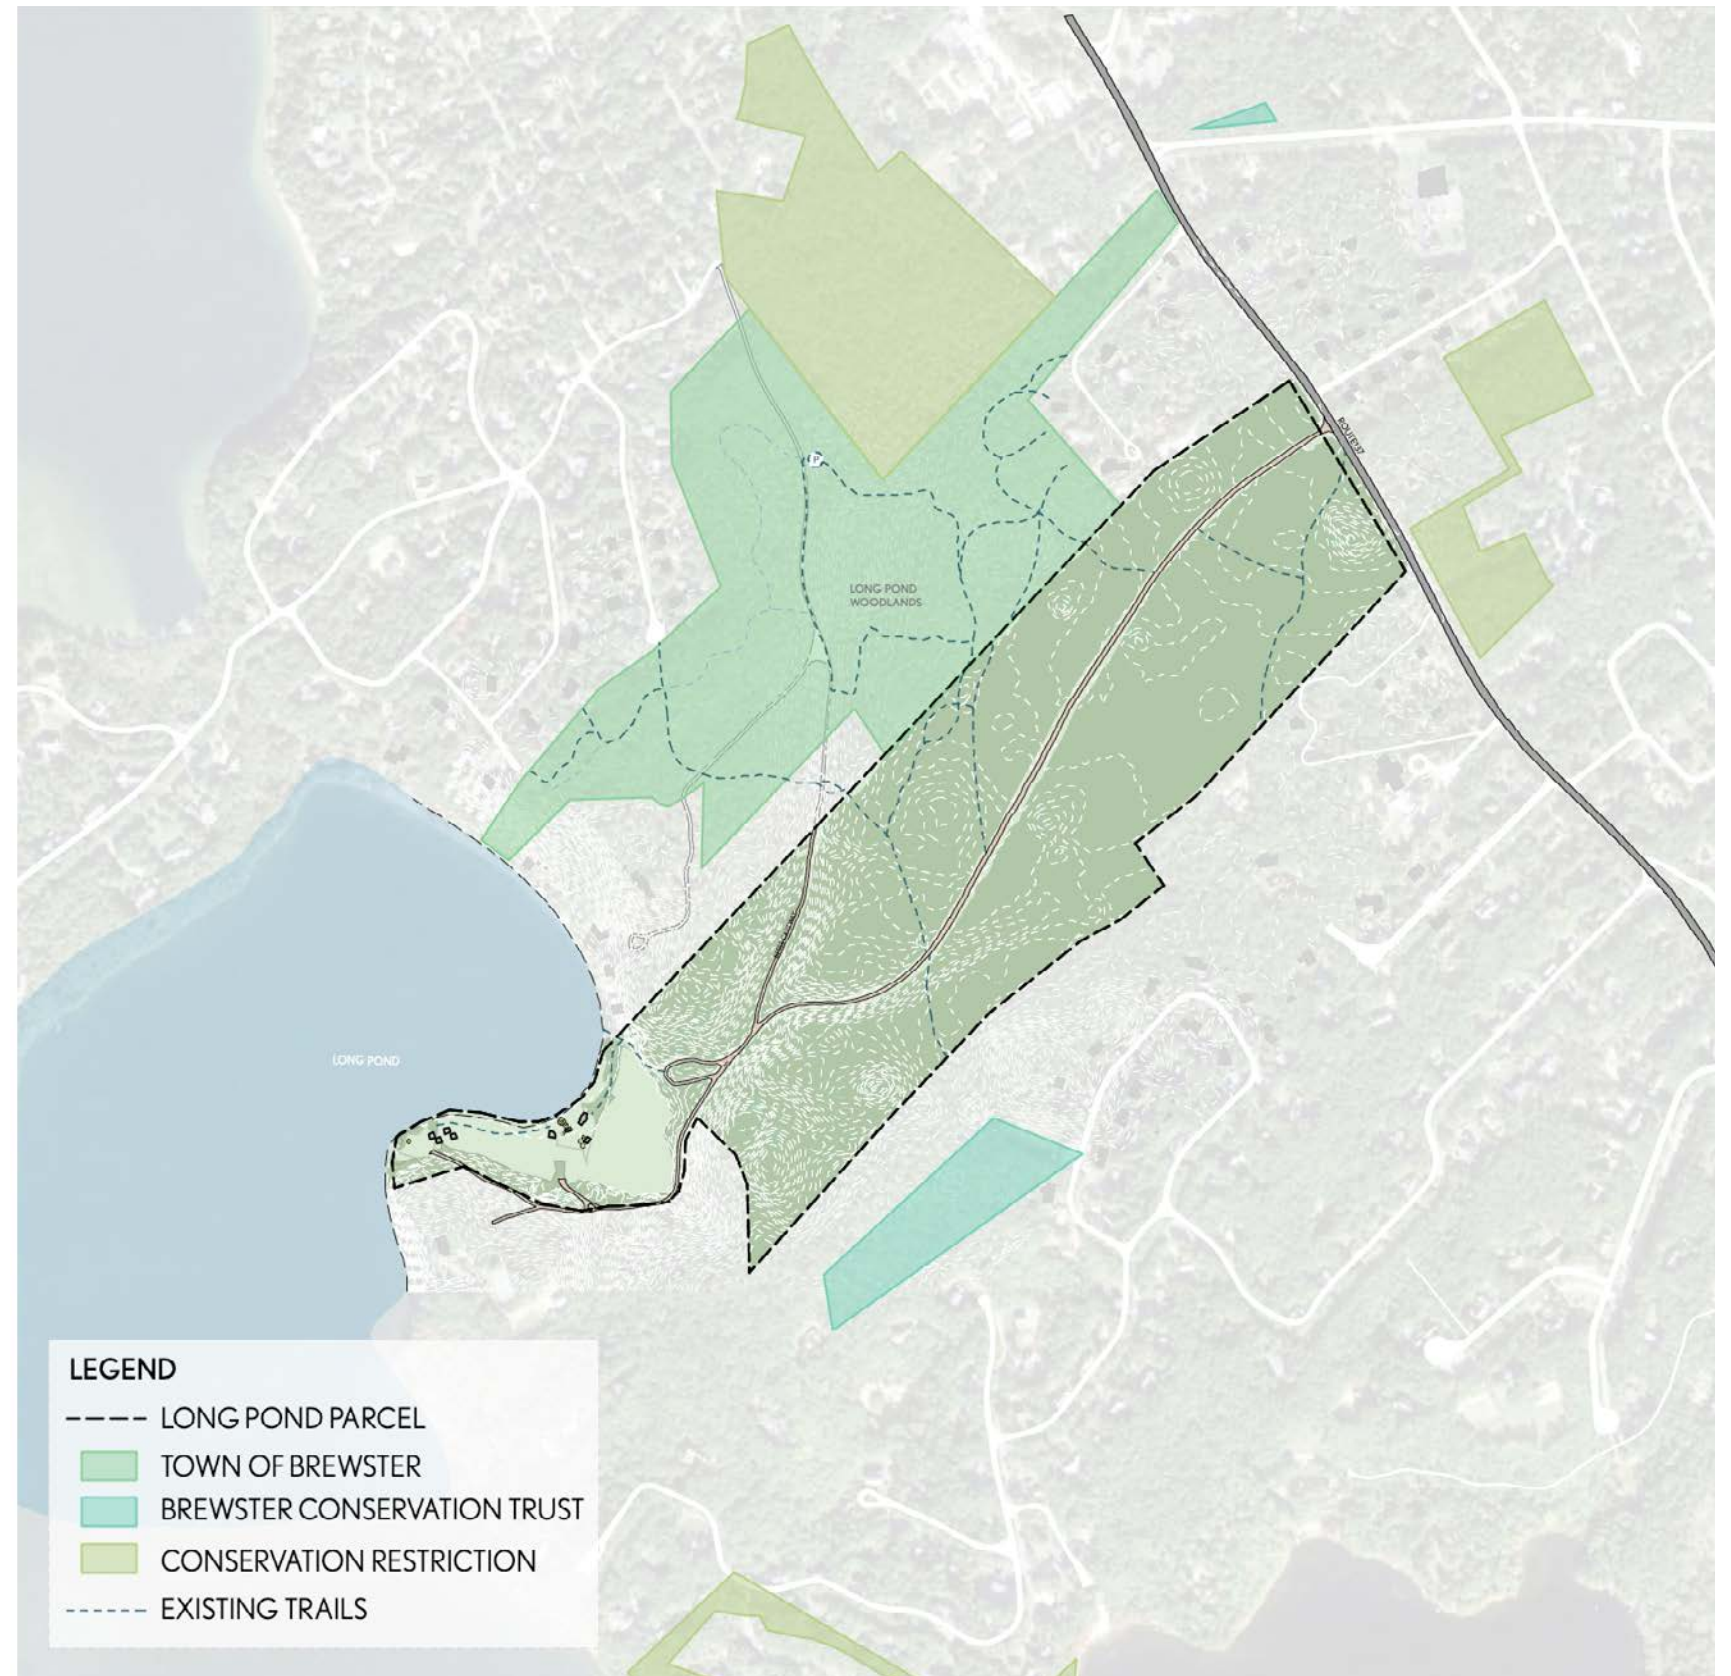 ROUTE 137
P
LONG POND
WOODLANDS
LONG POND
LEGEND
LONG POND PARCEL
TOWN OF BREWSTER
BREWSTER CONSERVATION TRUST
CONSERVATION RESTRICTION
EXISTING TRAILS